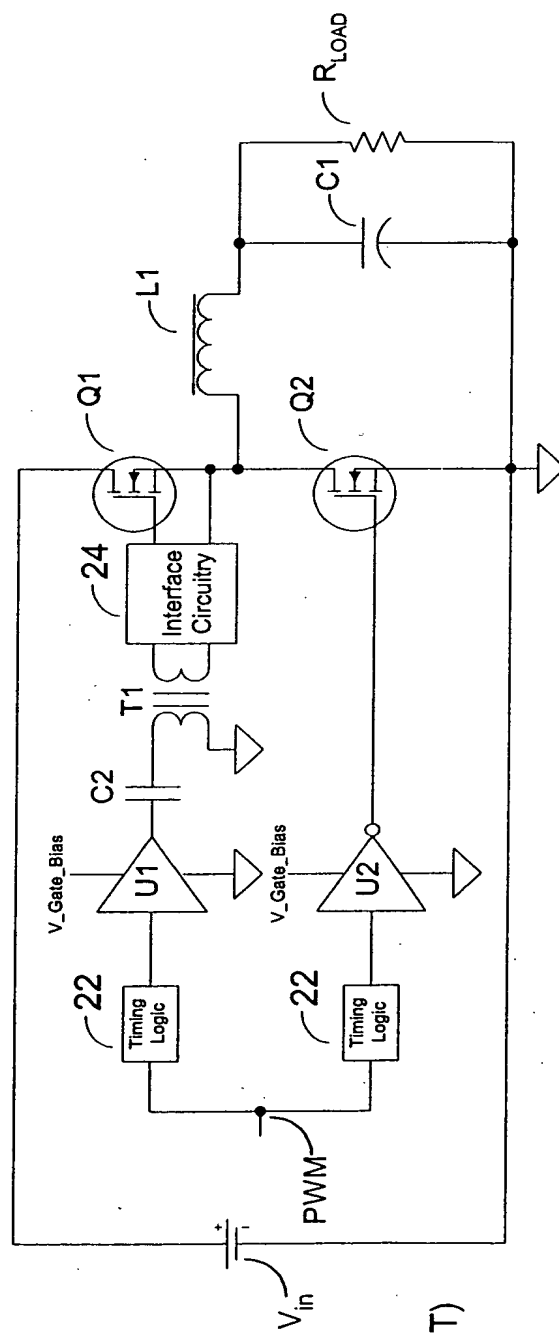 V_in
+
-
PWM
22
Timing
Logic
V_Gate_Bias
U1
C2
T1
24
Interface
Circuitry
Q1
L1
C1
R_LOAD
22
Timing
Logic
V_Gate_Bias
U2
Q2
T)